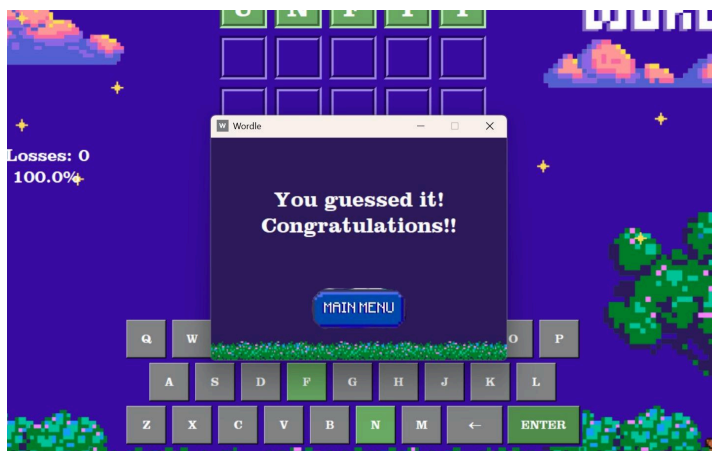 U N F I T
Losses: 0
100.0%
W Wordle
You guessed it!
Congratulations!!
MAIN MENU
Q W O P
A S D F G H J K L
Z X C V B N M ← ENTER